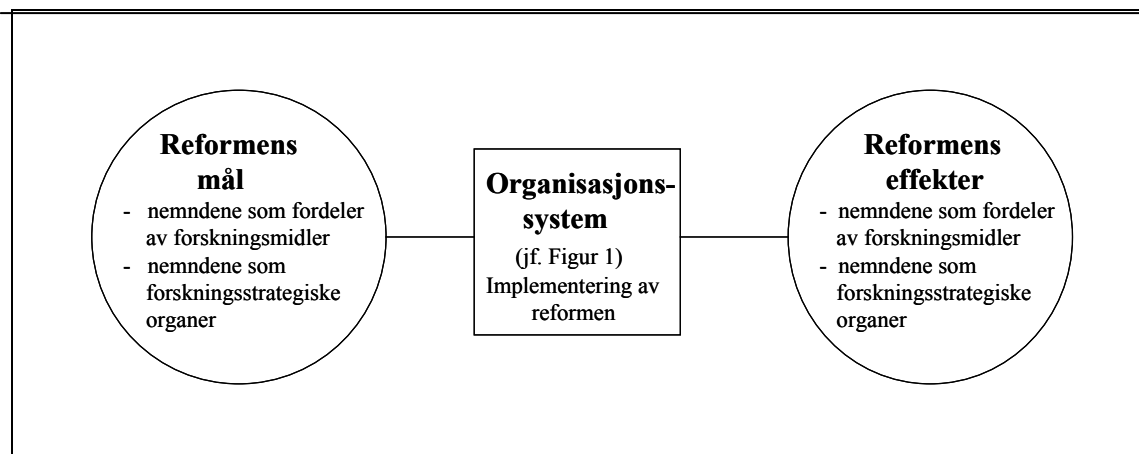 Reformens
mål
- nemndene som fordeler
av forskningsmidler
- nemndene som
forskningsstrategiske
organer
Organisasjons-
system
(jf. Figur 1)
Implementering av
reformen
Reformens
effekter
- nemndene som fordeler
av forskningsmidler
- nemndene som
forskningsstrategiske
organer